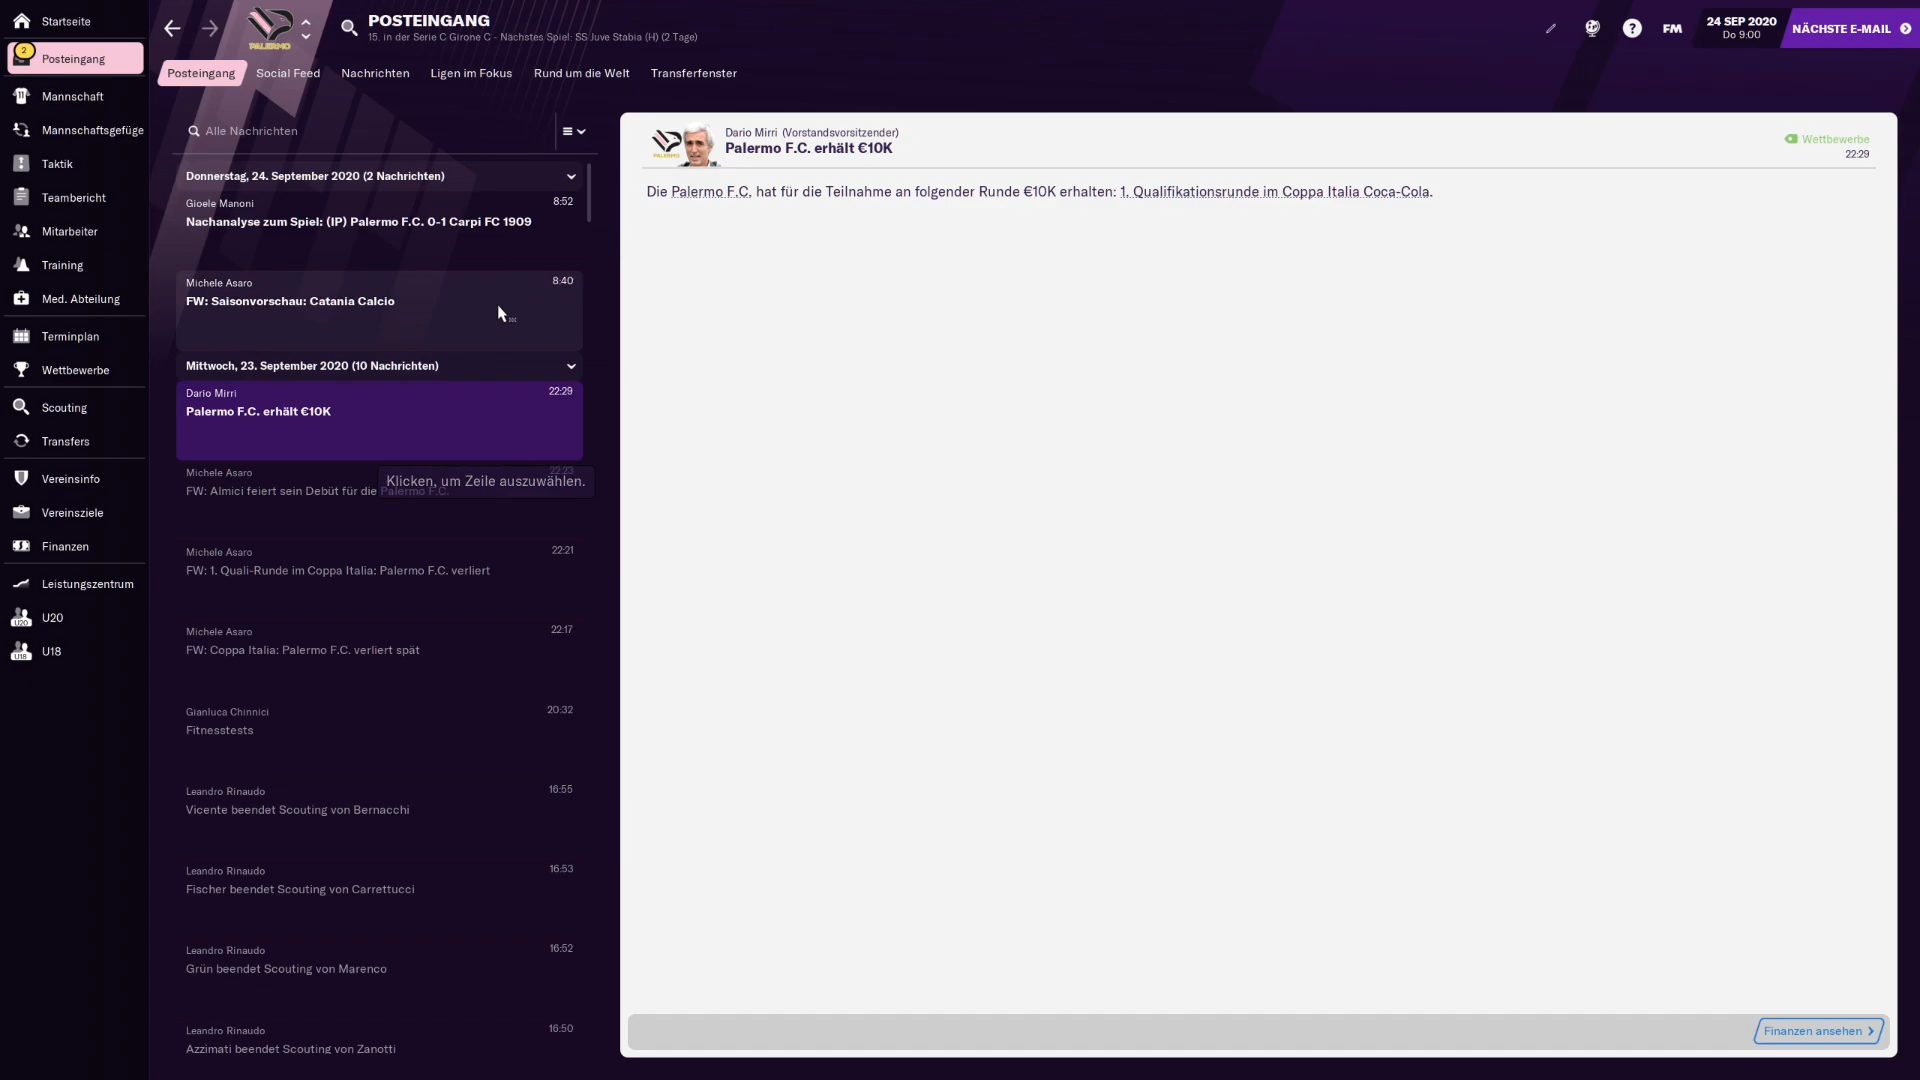 Startseite
2
Posteingang
Mannschaft
Mannschaftsgefüge
Taktik
Teambericht
Mitarbeiter
Training
Med. Abteilung
Terminplan
Wettbewerbe
Scouting
Transfers
Vereinsinfo
Vereinsziele
Finanzen
Leistungszentrum
U20
U20
U18
U18
PALERMO
POSTEINGANG
15. in der Serie C Girone C - Nächstes Spiel: SS Juve Stabia (H) (2 Tage)
FM
24 SEP 2020
Do 9:00
NÄCHSTE E-MAIL
Posteingang Social Feed Nachrichten Ligen im Fokus Rund um die Welt Transferfenster
Alle Nachrichten
Donnerstag, 24. September 2020 (2 Nachrichten)
Gioele Manoni 8:52
Nachanalyse zum Spiel: (IP) Palermo F.C. 0-1 Carpi FC 1909
Michele Asaro 8:40
FW: Saisonvorschau: Catania Calcio
Mittwoch, 23. September 2020 (10 Nachrichten)
Dario Mirri 22:29
Palermo F.C. erhält €10K
Michele Asaro 22:23
FW: Almici feiert sein Debüt für die Palermo F.C.
Klicken, um Zeile auszuwählen.
Michele Asaro 22:21
FW: 1. Quali-Runde im Coppa Italia: Palermo F.C. verliert
Michele Asaro 22:17
FW: Coppa Italia: Palermo F.C. verliert spät
Gianluca Chinnici 20:32
Fitnesstests
Leandro Rinaudo 16:55
Vicente beendet Scouting von Bernacchi
Leandro Rinaudo 16:53
Fischer beendet Scouting von Carrettucci
Leandro Rinaudo 16:52
Grün beendet Scouting von Marenco
Leandro Rinaudo 16:50
Azzimati beendet Scouting von Zanotti
PALERMO
Dario Mirri (Vorstandsvorsitzender)
Palermo F.C. erhält €10K
Wettbewerbe
22:29
Die Palermo F.C. hat für die Teilnahme an folgender Runde €10K erhalten: 1. Qualifikationsrunde im Coppa Italia Coca-Cola.
Finanzen ansehen